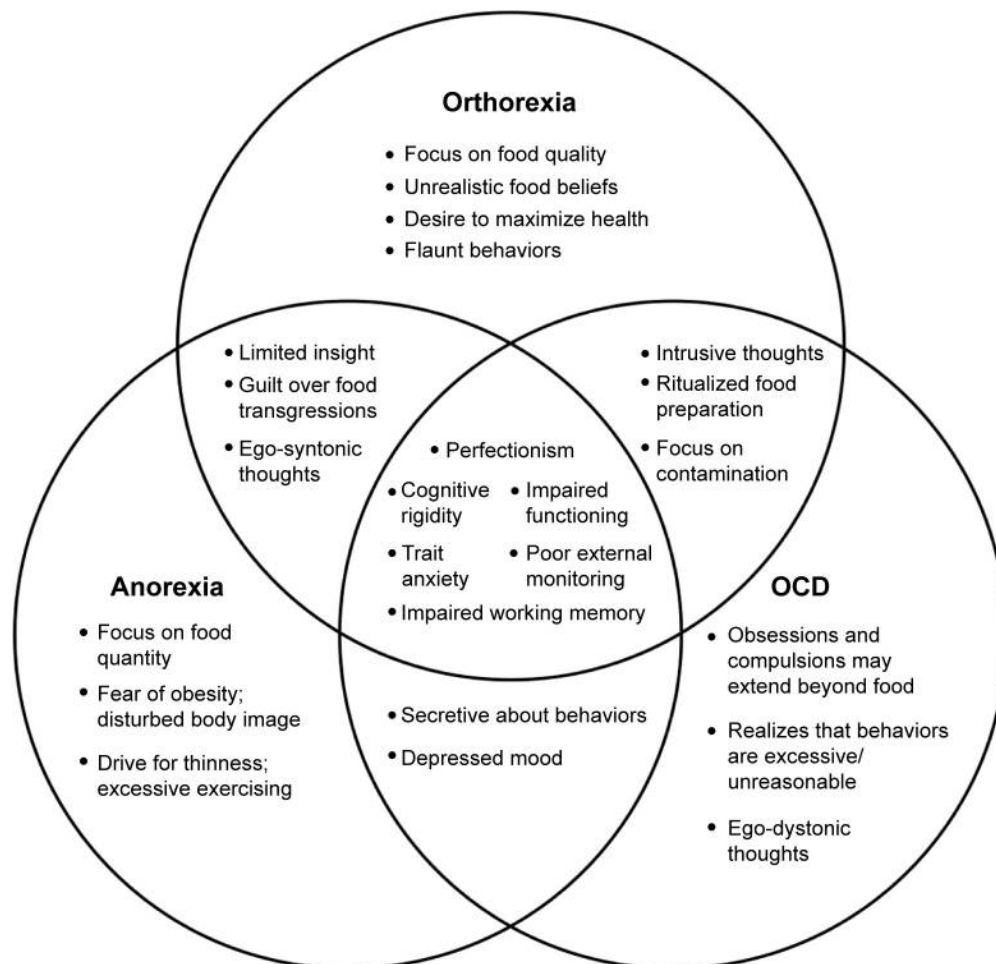 Orthorexia
• Focus on food quality
• Unrealistic food beliefs
• Desire to maximize health
• Flaunt behaviors
• Limited insight
• Guilt over food
transgressions
• Ego-syntonic
thoughts
• Intrusive thoughts
• Ritualized food
preparation
• Focus on
contamination
• Perfectionism
• Cognitive
rigidity
• Impaired
functioning
• Trait
anxiety
• Poor external
monitoring
• Impaired working memory
Anorexia
• Focus on food
quantity
• Fear of obesity;
disturbed body image
• Drive for thinness;
excessive exercising
• Secretive about behaviors
• Depressed mood
OCD
• Obsessions and
compulsions may
extend beyond food
• Realizes that behaviors
are excessive/
unreasonable
• Ego-dystonic
thoughts